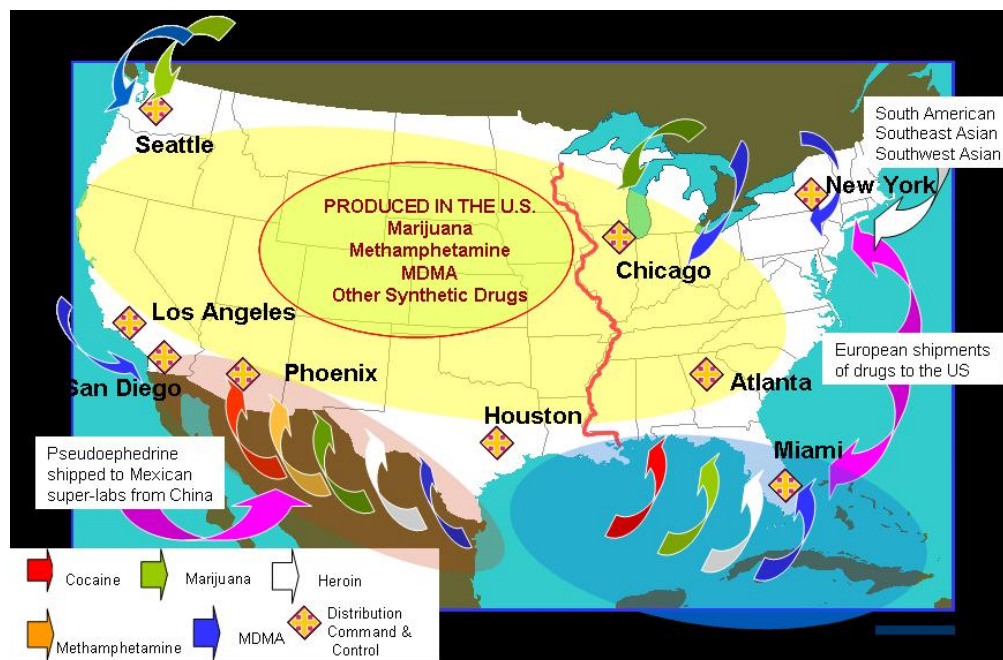 South American
Southeast Asian
Southwest Asian
Seattle
New York
PRODUCED IN THE U.S.
Marijuana
Methamphetamine
MDMA
Other Synthetic Drugs
Chicago
Los Angeles
San Diego
Phoenix
European shipments
of drugs to the US
Atlanta
Houston
Miami
Pseudoephedrine
shipped to Mexican
super-labs from China
Cocaine
Marijuana
Heroin
Methamphetamine
MDMA
Distribution
Command &
Control